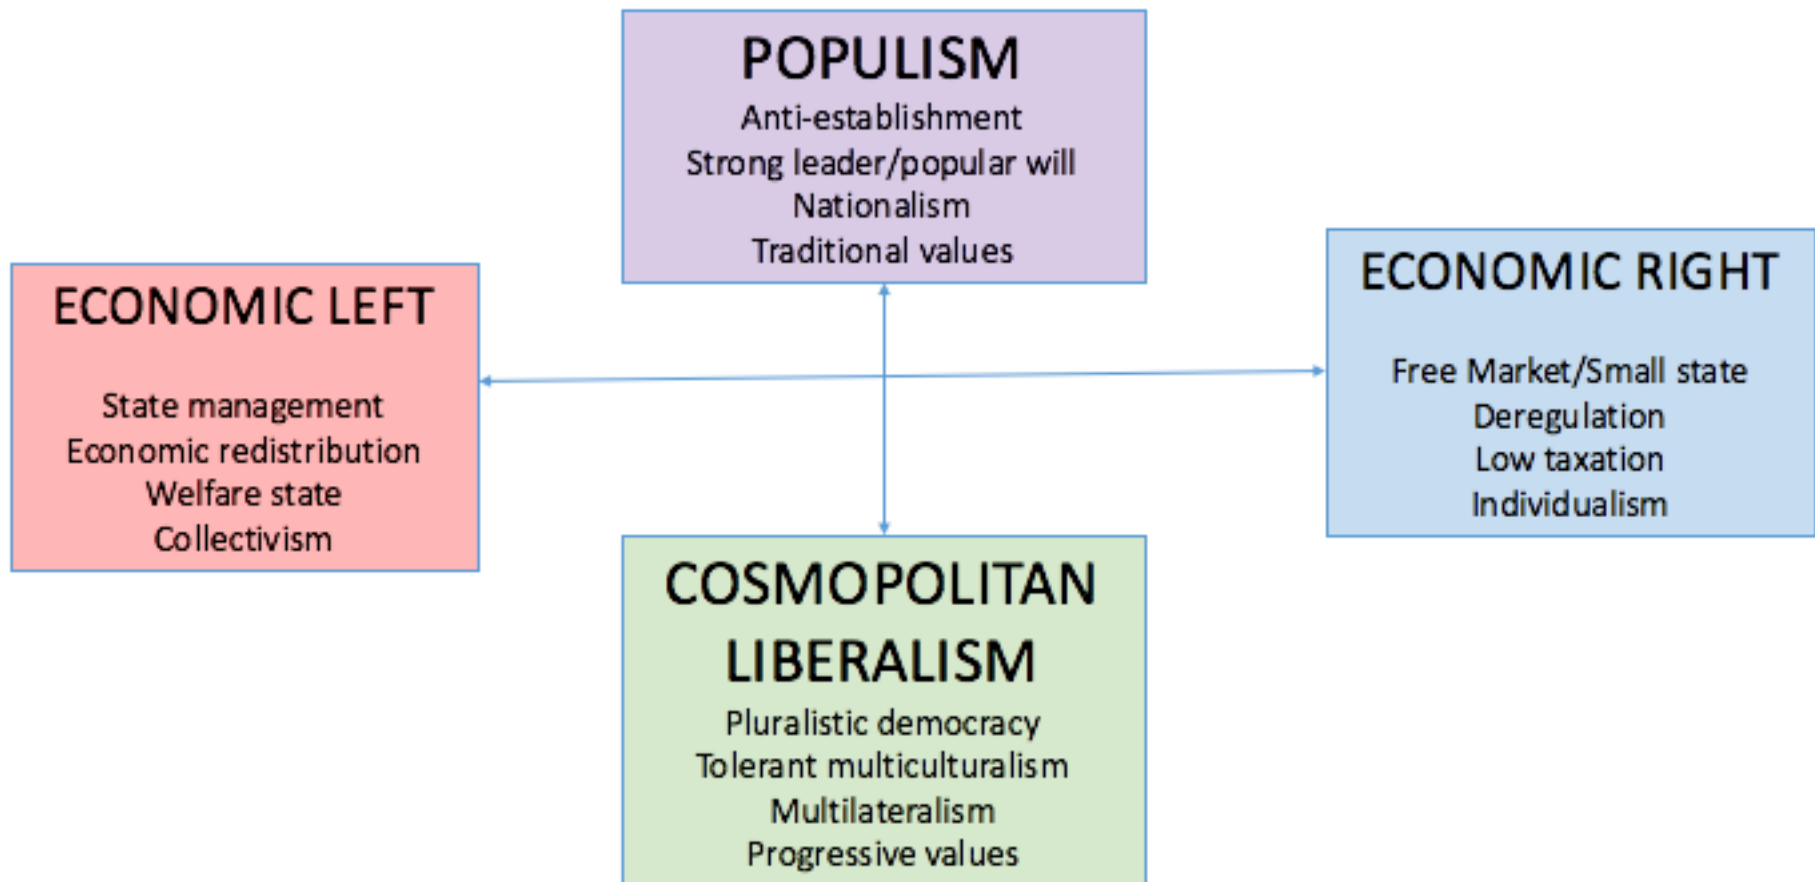 POPULISM
Anti-establishment
Strong leader/popular will
Nationalism
Traditional values
ECONOMIC LEFT
State management
Economic redistribution
Welfare state
Collectivism
ECONOMIC RIGHT
Free Market/Small state
Deregulation
Low taxation
Individualism
COSMOPOLITAN
LIBERALISM
Pluralistic democracy
Tolerant multiculturalism
Multilateralism
Progressive values